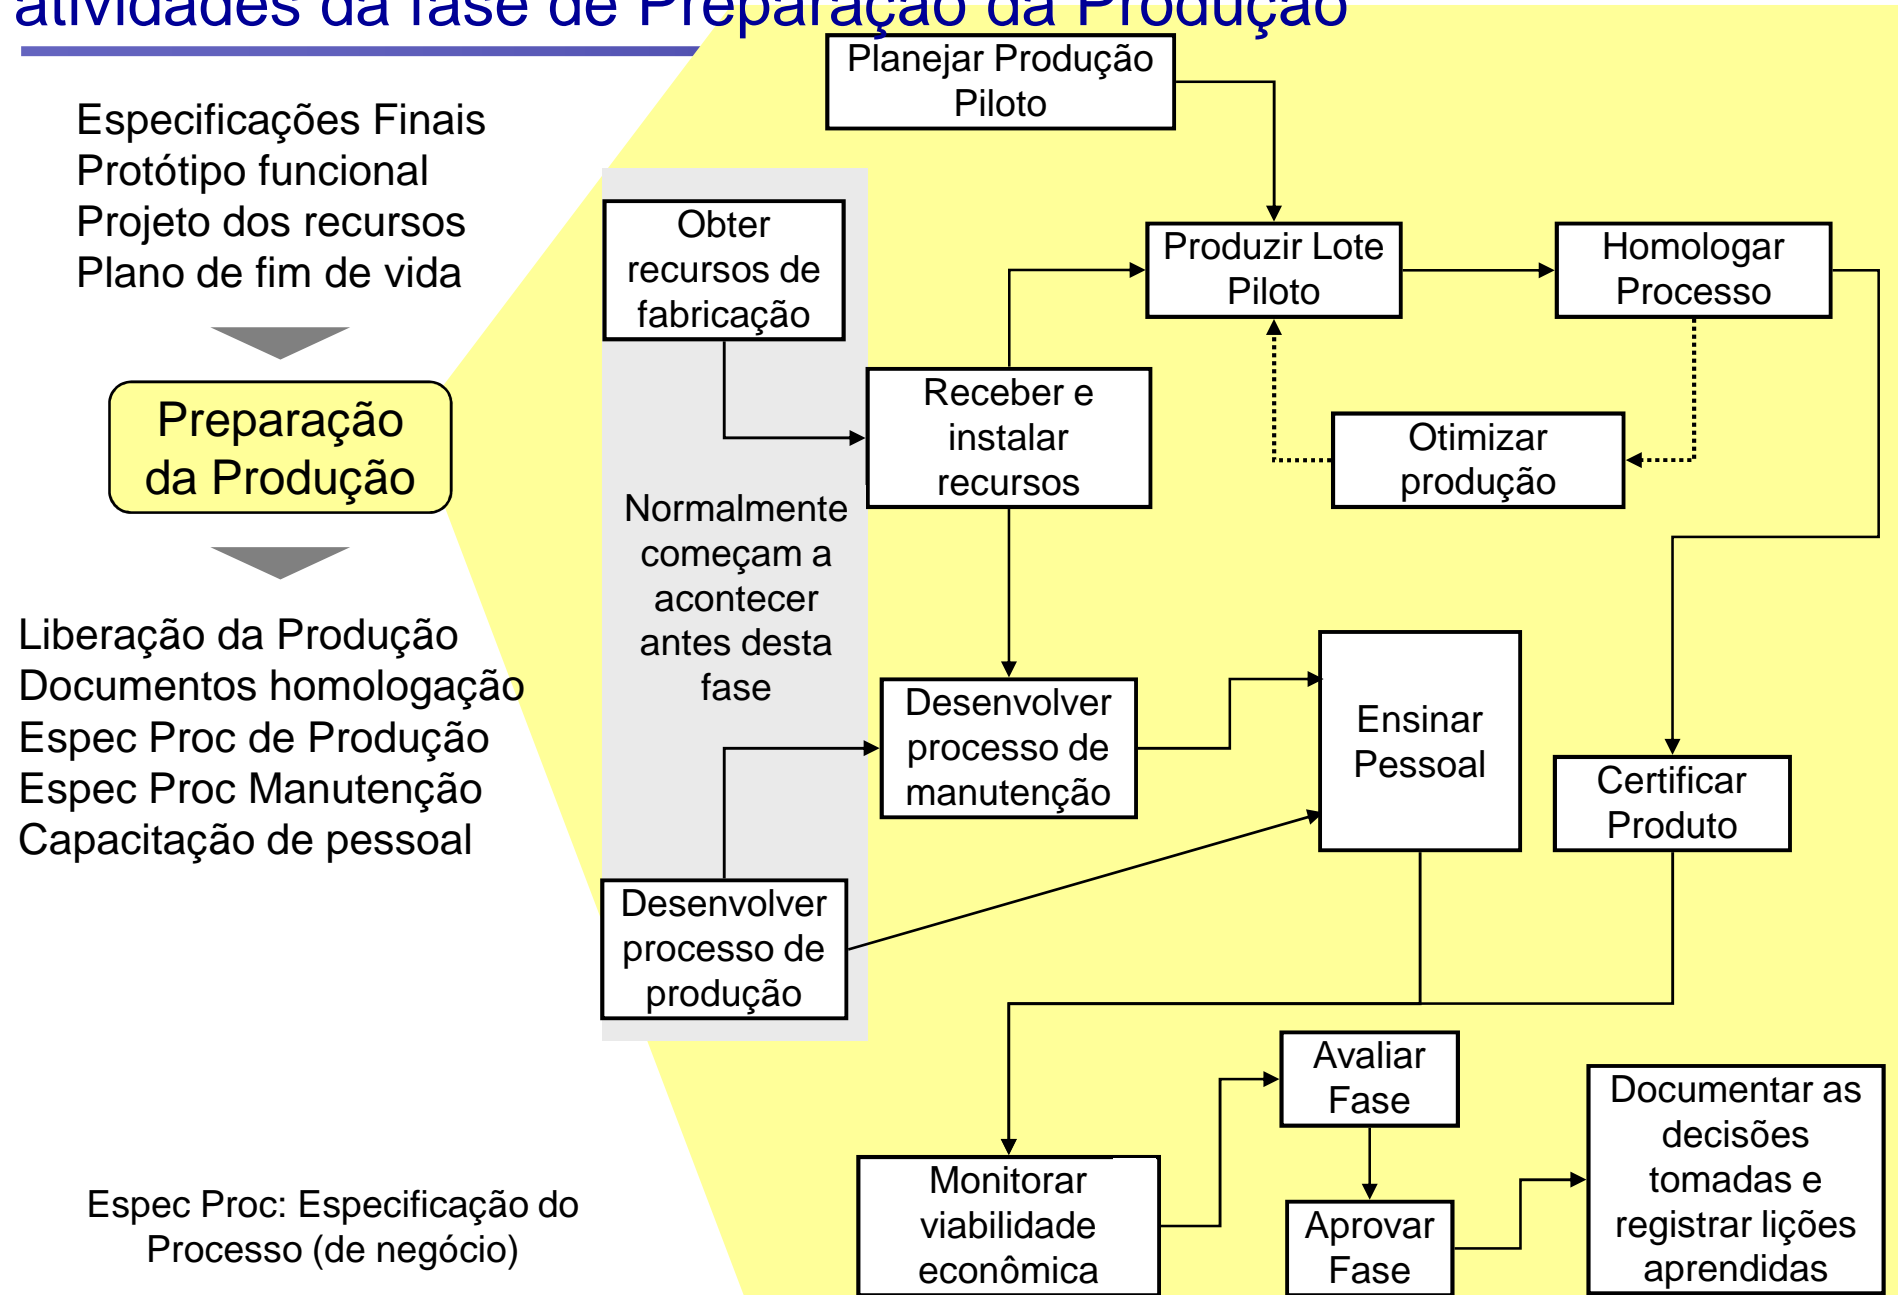 atividades da fase de Preparação da Produção
Especificações Finais
Protótipo funcional
Projeto dos recursos
Plano de fim de vida
Preparação
da Produção
Liberação da Produção
Documentos homologação
Espec Proc de Produção
Espec Proc Manutenção
Capacitação de pessoal
Espec Proc: Especificação do
Processo (de negócio)
Planejar Produção
Piloto
Obter
recursos de
fabricação
Produzir Lote
Piloto
Homologar
Processo
Receber e
instalar
recursos
Otimizar
produção
Normalmente
começam a
acontecer
antes desta
fase
Desenvolver
processo de
manutenção
Ensinar
Pessoal
Certificar
Produto
Desenvolver
processo de
produção
Avaliar
Fase
Monitorar
viabilidade
econômica
Aprovar
Fase
Documentar as
decisões
tomadas e
registrar lições
aprendidas